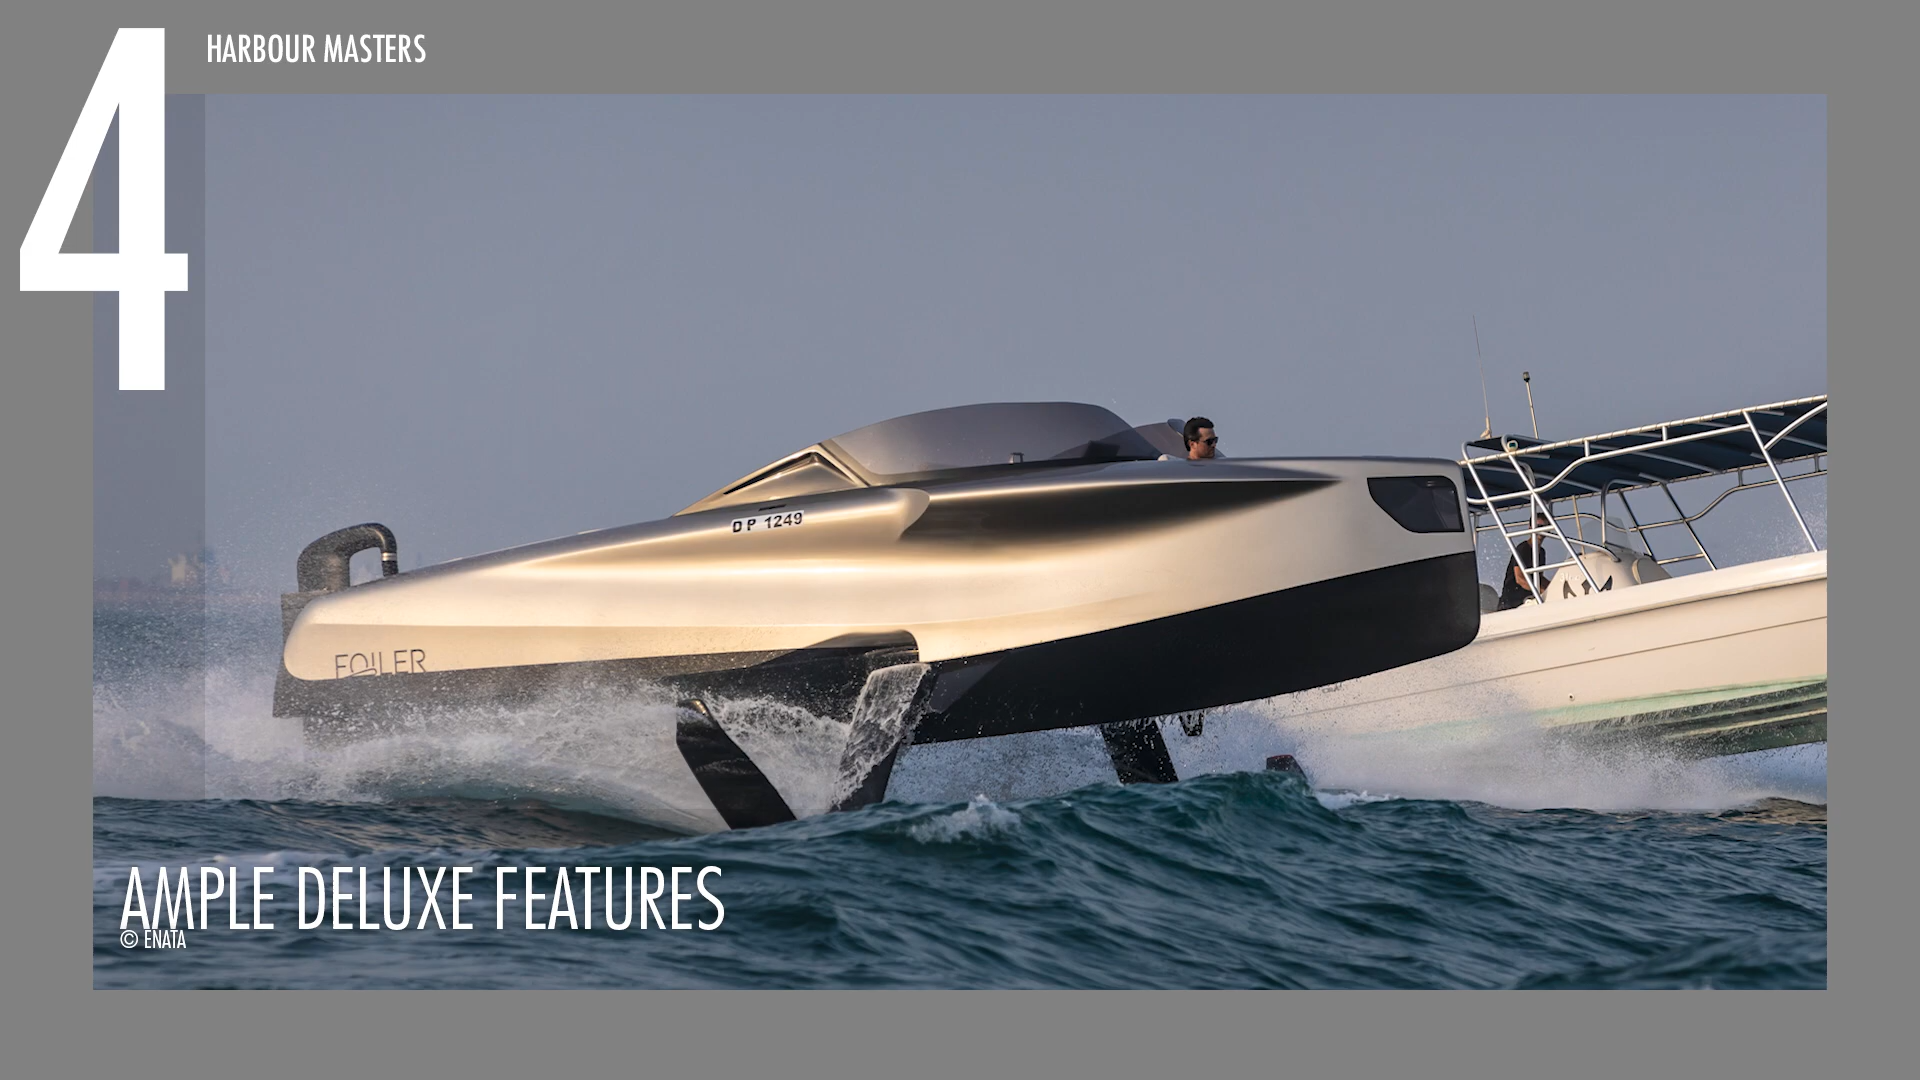 4
HARBOUR MASTERS
DP 1249
FOILER
AMPLE DELUXE FEATURES
© ENATA